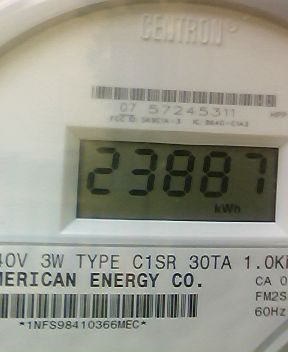 CENTRON®
07 57245311
23887
kWh
40V 3W TYPE C1SR 30TA 1.0K
MERICAN ENERGY CO.
CA 0
FM2S
60Hz
*1NFS98410366MEC*